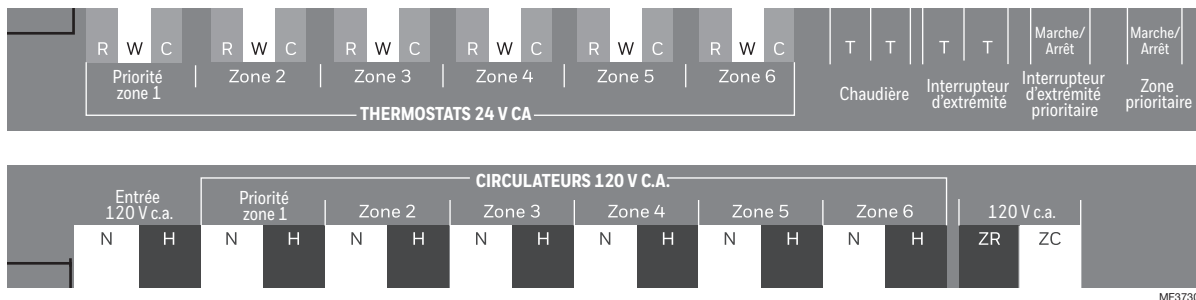 R W C R W C R W C R W C R W C R W C T T T T Marche/ Arrêt Marche/ Arrêt
Priorité zone 1 Zone 2 Zone 3 Zone 4 Zone 5 Zone 6 Chaudière Interrupteur d'extrémité Interrupteur d'extrémité prioritaire Zone prioritaire
THERMOSTATS 24 V CA
CIRCULATEURS 120 V C.A.
Entrée 120 V c.a. Priorité zone 1 Zone 2 Zone 3 Zone 4 Zone 5 Zone 6 120 V c.a.
N H N H N H N H N H N H N H ZR ZC